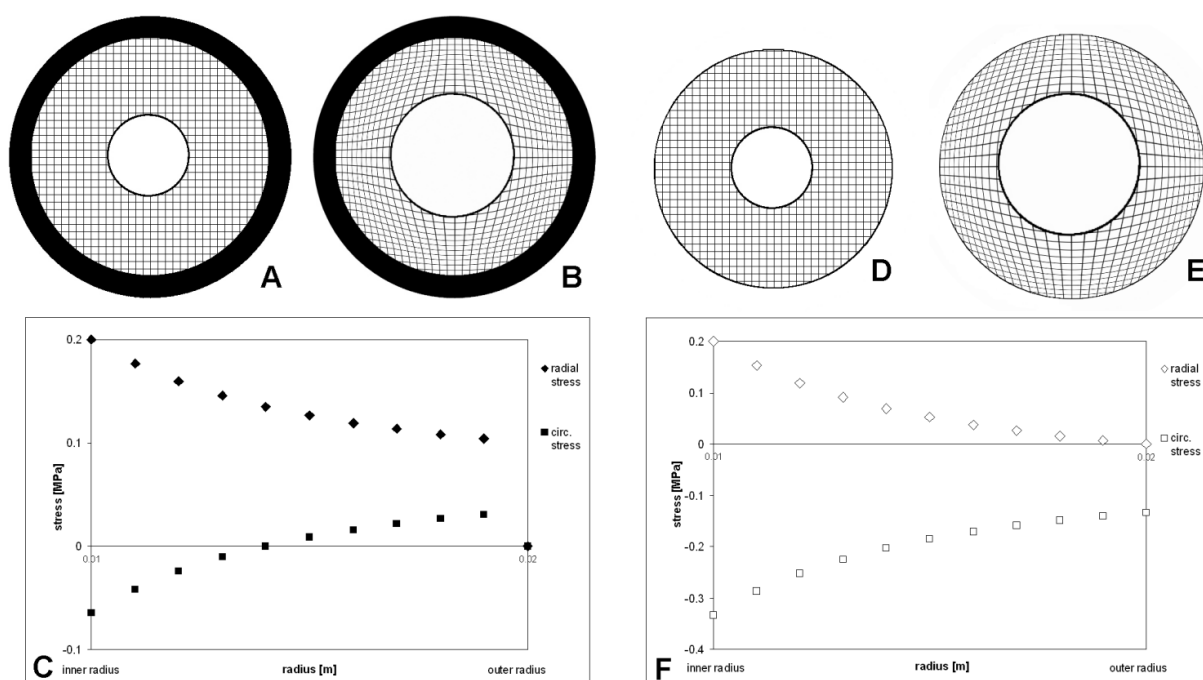 A
B
D
E
0.2
0.1
0
-0.1
stress [MPa]
0.01
0.02
radial
stress
circ.
stress
C
inner radius
radius [m]
outer radius
0.2
0.1
0
-0.1
-0.2
-0.3
-0.4
stress [MPa]
0.01
0.02
radial
stress
circ.
stress
F
inner radius
radius [m]
outer radius